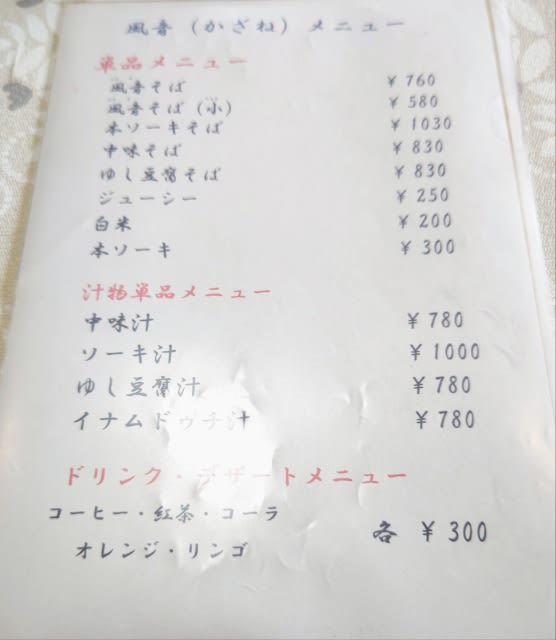 風音（かざね）メニュー
単品メニュー
風音そば ￥760
風音そば（小） ￥580
本ソーキそば ￥1030
中味そば ￥830
ゆし豆腐そば ￥830
ジューシー ￥250
白米 ￥200
本ソーキ ￥300
汁物単品メニュー
中味汁 ￥780
ソーキ汁 ￥1000
ゆし豆腐汁 ￥780
イナムドゥチ汁 ￥780
ドリンク・デザートメニュー
コーヒー・紅茶・コーラ
オレンジ・リンゴ 各 ￥300